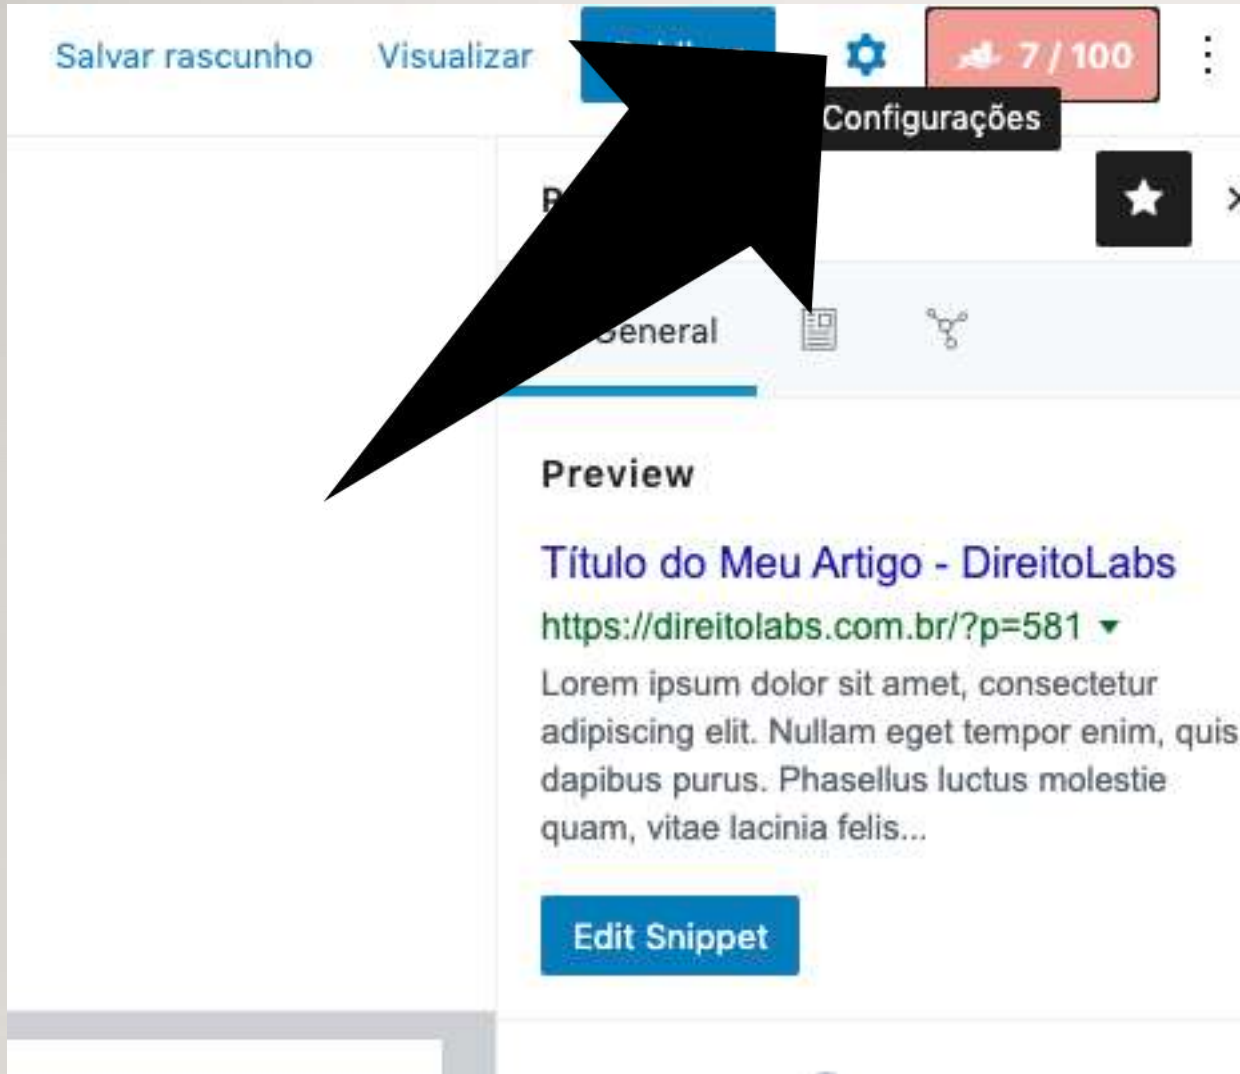 Salvar rascunho
Visualizar
7 / 100
Configurações
General
Preview
Título do Meu Artigo - DireitoLabs
https://direitolabs.com.br/?p=581
Lorem ipsum dolor sit amet, consectetur
adipiscing elit. Nullam eget tempor enim, quis
dapibus purus. Phasellus luctus molestie
quam, vitae lacinia felis...
Edit Snippet